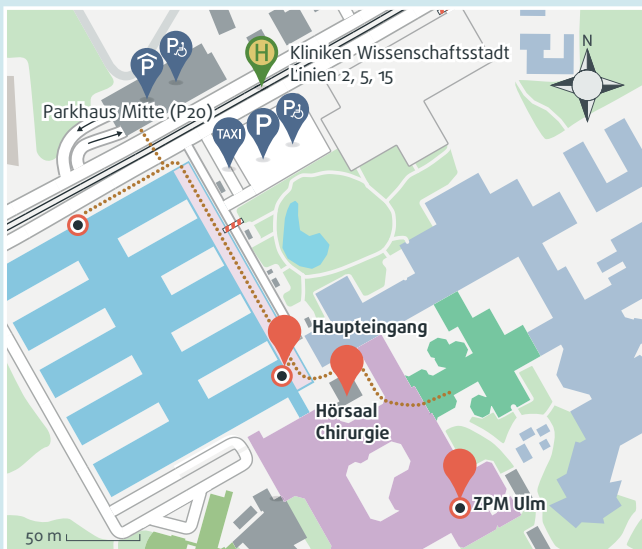 N
H
Kliniken Wissenschaftsstadt
Linien 2, 5, 15
P
P
Parkhaus Mitte (P20)
TAXI
P
P
Haupteingang
Hörsaal
Chirurgie
ZPM Ulm
50 m